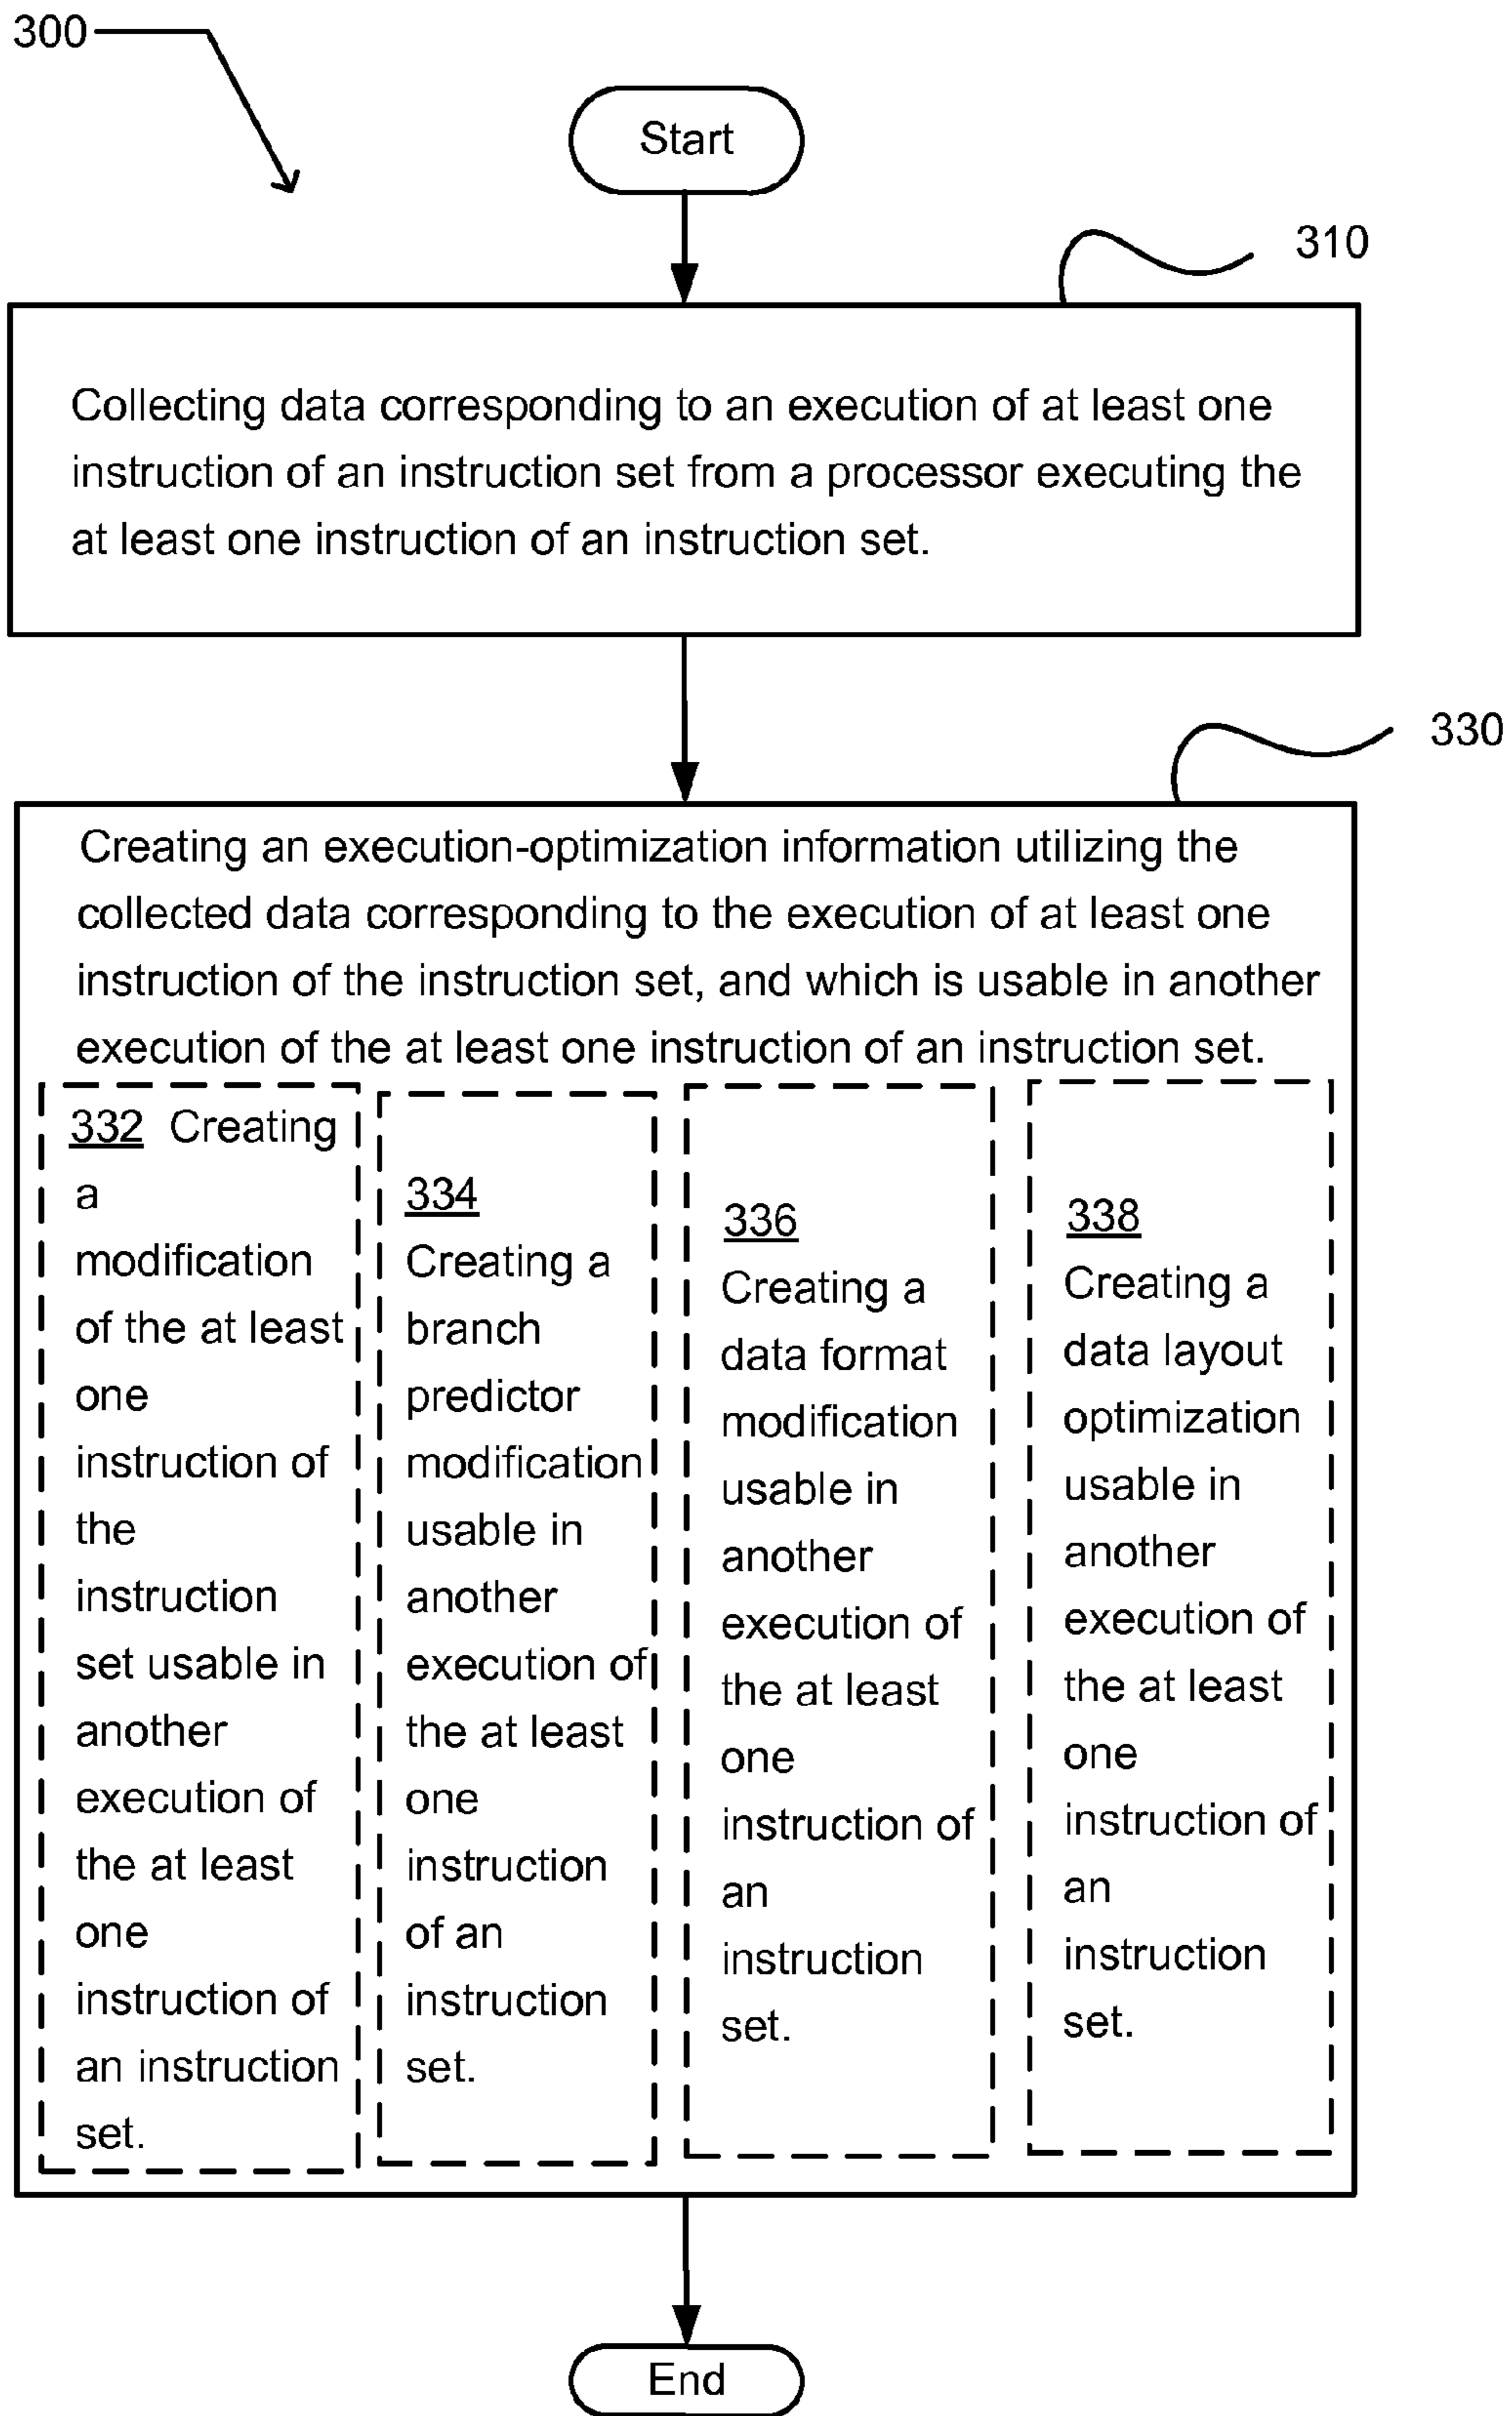 300
Start
310
Collecting data corresponding to an execution of at least one
instruction of an instruction set from a processor executing the
at least one instruction of an instruction set.
330
Creating an execution-optimization information utilizing the
collected data corresponding to the execution of at least one
instruction of the instruction set, and which is usable in another
execution of the at least one instruction of an instruction set.
332 Creating
a
modification
of the at least
one
instruction of
the
instruction
set usable in
another
execution of
the at least
one
instruction of
an instruction
set.
334
Creating a
branch
predictor
modification
usable in
another
execution of
the at least
one
instruction
of an
instruction
set.
336
Creating a
data format
modification
usable in
another
execution of
the at least
one
instruction of
an
instruction
set.
338
Creating a
data layout
optimization
usable in
another
execution of
the at least
one
instruction of
an
instruction
set.
End